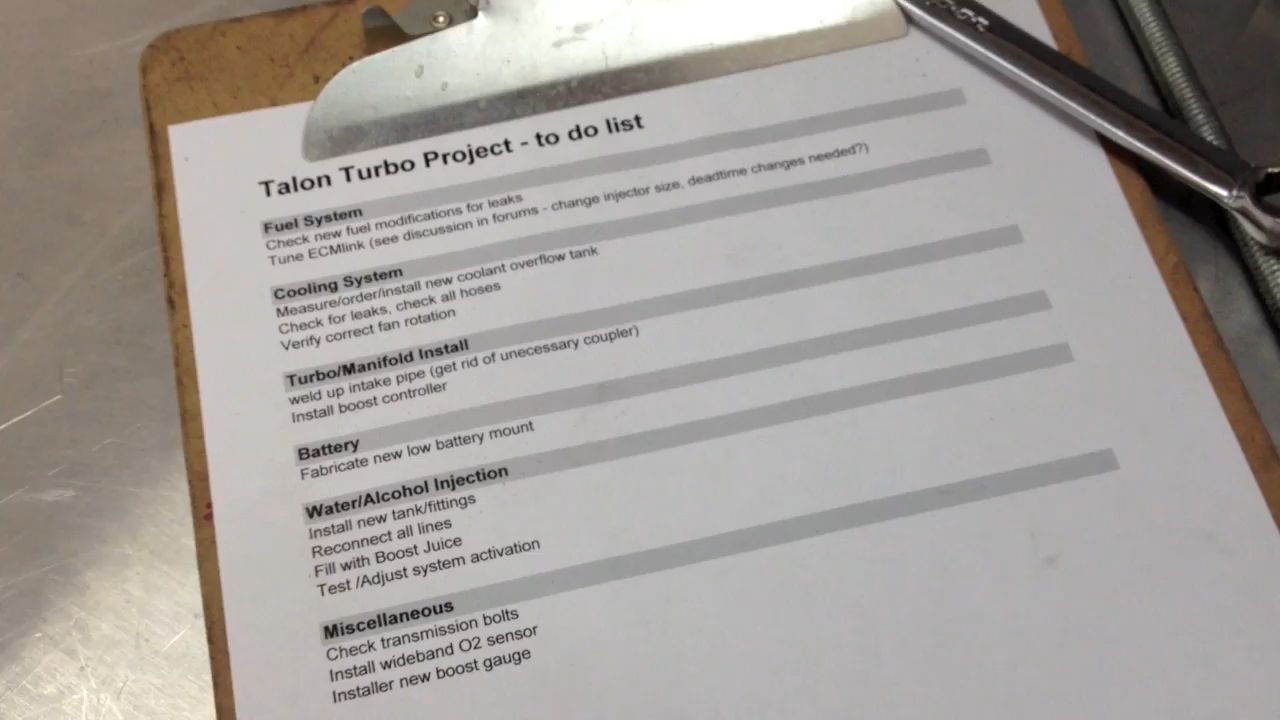 Talon Turbo Project - to do list
Fuel System
Check new fuel modifications for leaks
Tune ECMlink (see discussion in forums - change injector size, deadtime changes needed?)
Cooling System
Measure/order/install new coolant overflow tank
Check for leaks, check all hoses
Verify correct fan rotation
Turbo/Manifold Install
weld up intake pipe (get rid of unecessary coupler)
Install boost controller
Battery
Fabricate new low battery mount
Water/Alcohol Injection
Install new tank/fittings
Reconnect all lines
Fill with Boost Juice
Test /Adjust system activation
Miscellaneous
Check transmission bolts
Install wideband O2 sensor
Installer new boost gauge